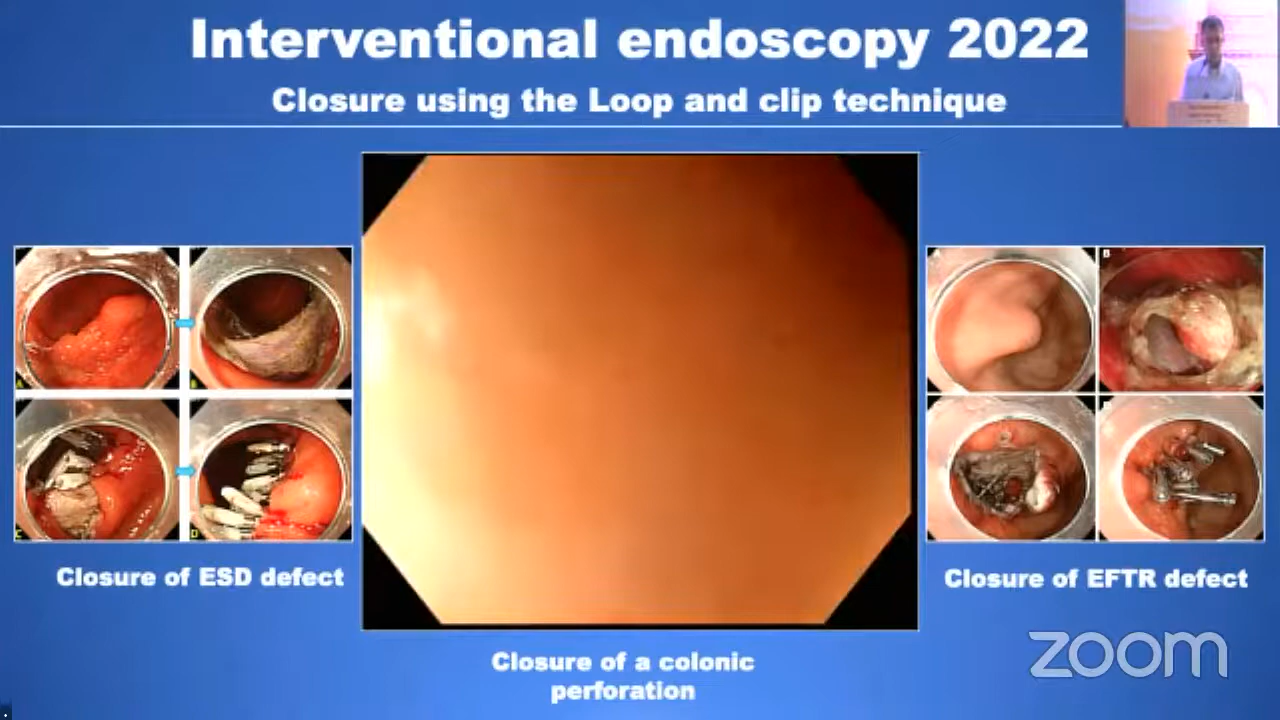 Interventional endoscopy 2022
Closure using the Loop and clip technique
B
A
C
D
Closure of ESD defect
Closure of EFTR defect
Closure of a colonic
perforation
zoom